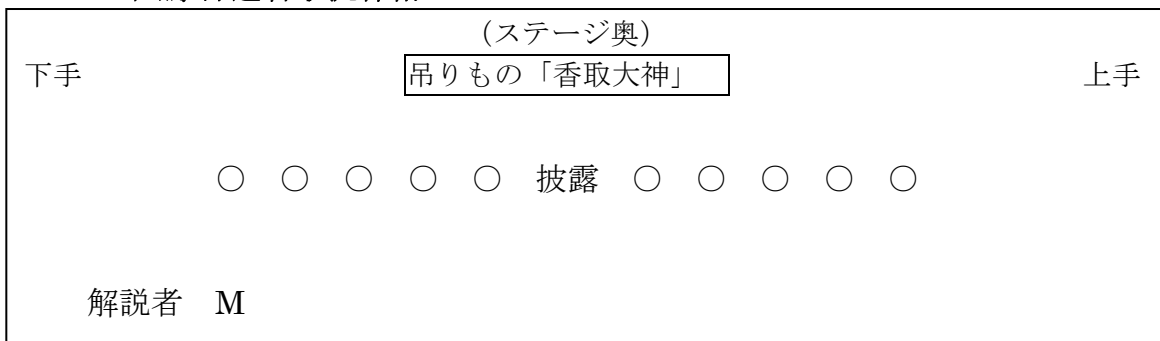 （ステージ奥）
下手 吊りもの「香取大神」 上手
○ ○ ○ ○ ○ 披露 ○ ○ ○ ○ ○
解説者 M